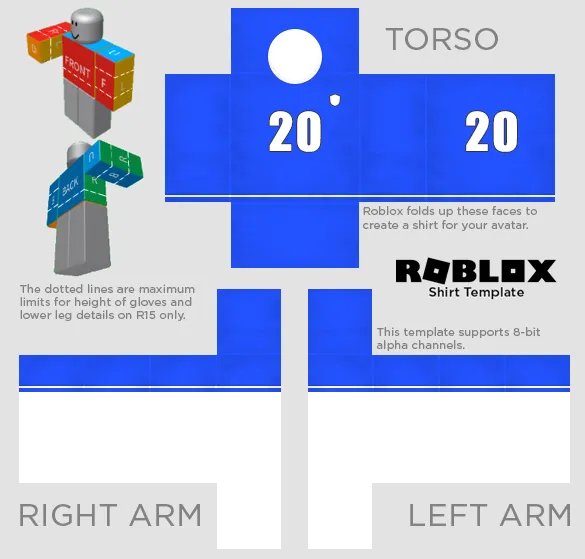 TORSO
FRONT
F
L
R
R
U
20
20
Roblox folds up these faces to
create a shirt for your avatar.
U
R
B
BACK
R
B
ROBLOX
Shirt Template
The dotted lines are maximum
limits for height of gloves and
lower leg details on R15 only.
This template supports 8-bit
alpha channels.
RIGHT ARM
LEFT ARM